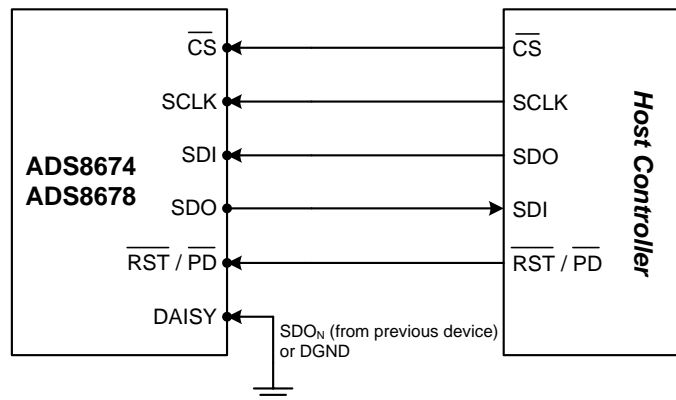 CS
SCLK
SDI
SDO
RST / PD
DAISY
ADS8674
ADS8678
CS
SCLK
SDO
SDI
RST / PD
Host Controller
SDON (from previous device)
or DGND